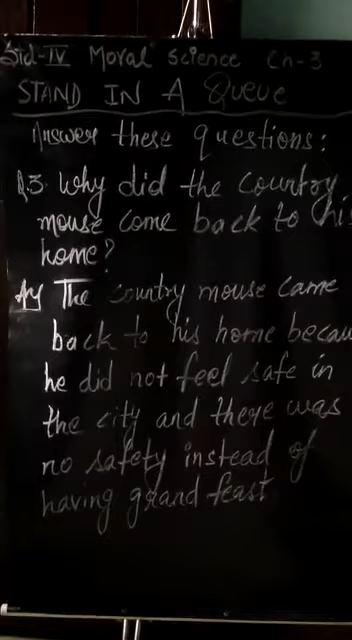 Std-IV Moral Science Ch-3
STAND IN A Queue
Answer these questions:
Q.3 Why did the country
mouse come back to his
home?
The country mouse came
back to his home becau
he did not feel safe in
the city and there was
no safety instead of
having grand feast